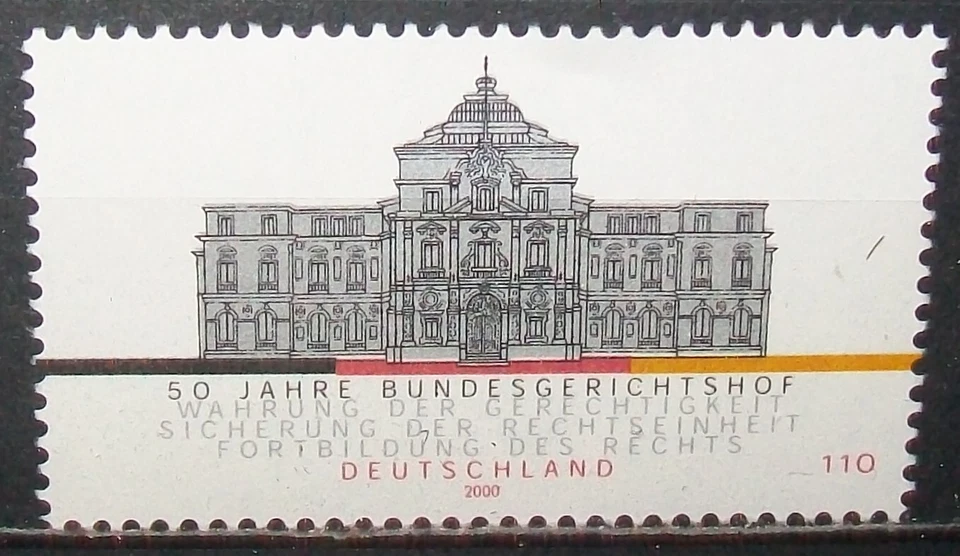 50 JAHRE BUNDESGERICHTSHOF
WAHRUNG DER GERECHTIGKEIT
SICHERUNG DER RECHTSEINHEIT
FORTBILDUNG DES RECHTS
DEUTSCHLAND
110
2000